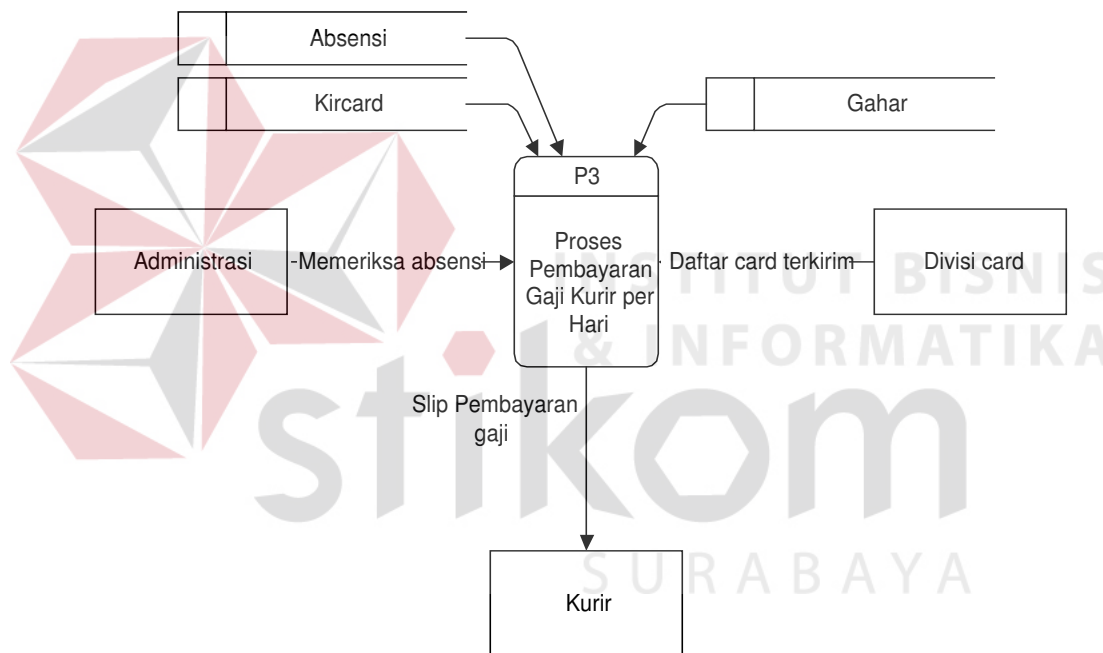 Absensi
Kircard
Gahar
P3
Administrasi
Memeriksa absensi
Proses
Pembayaran
Gaji Kurir per
Hari
Daftar card terkirim
Divisi card
INSTITUT BISNIS
& INFORMATIKA
stikom
SURABAYA
Slip Pembayaran
gaji
Kurir